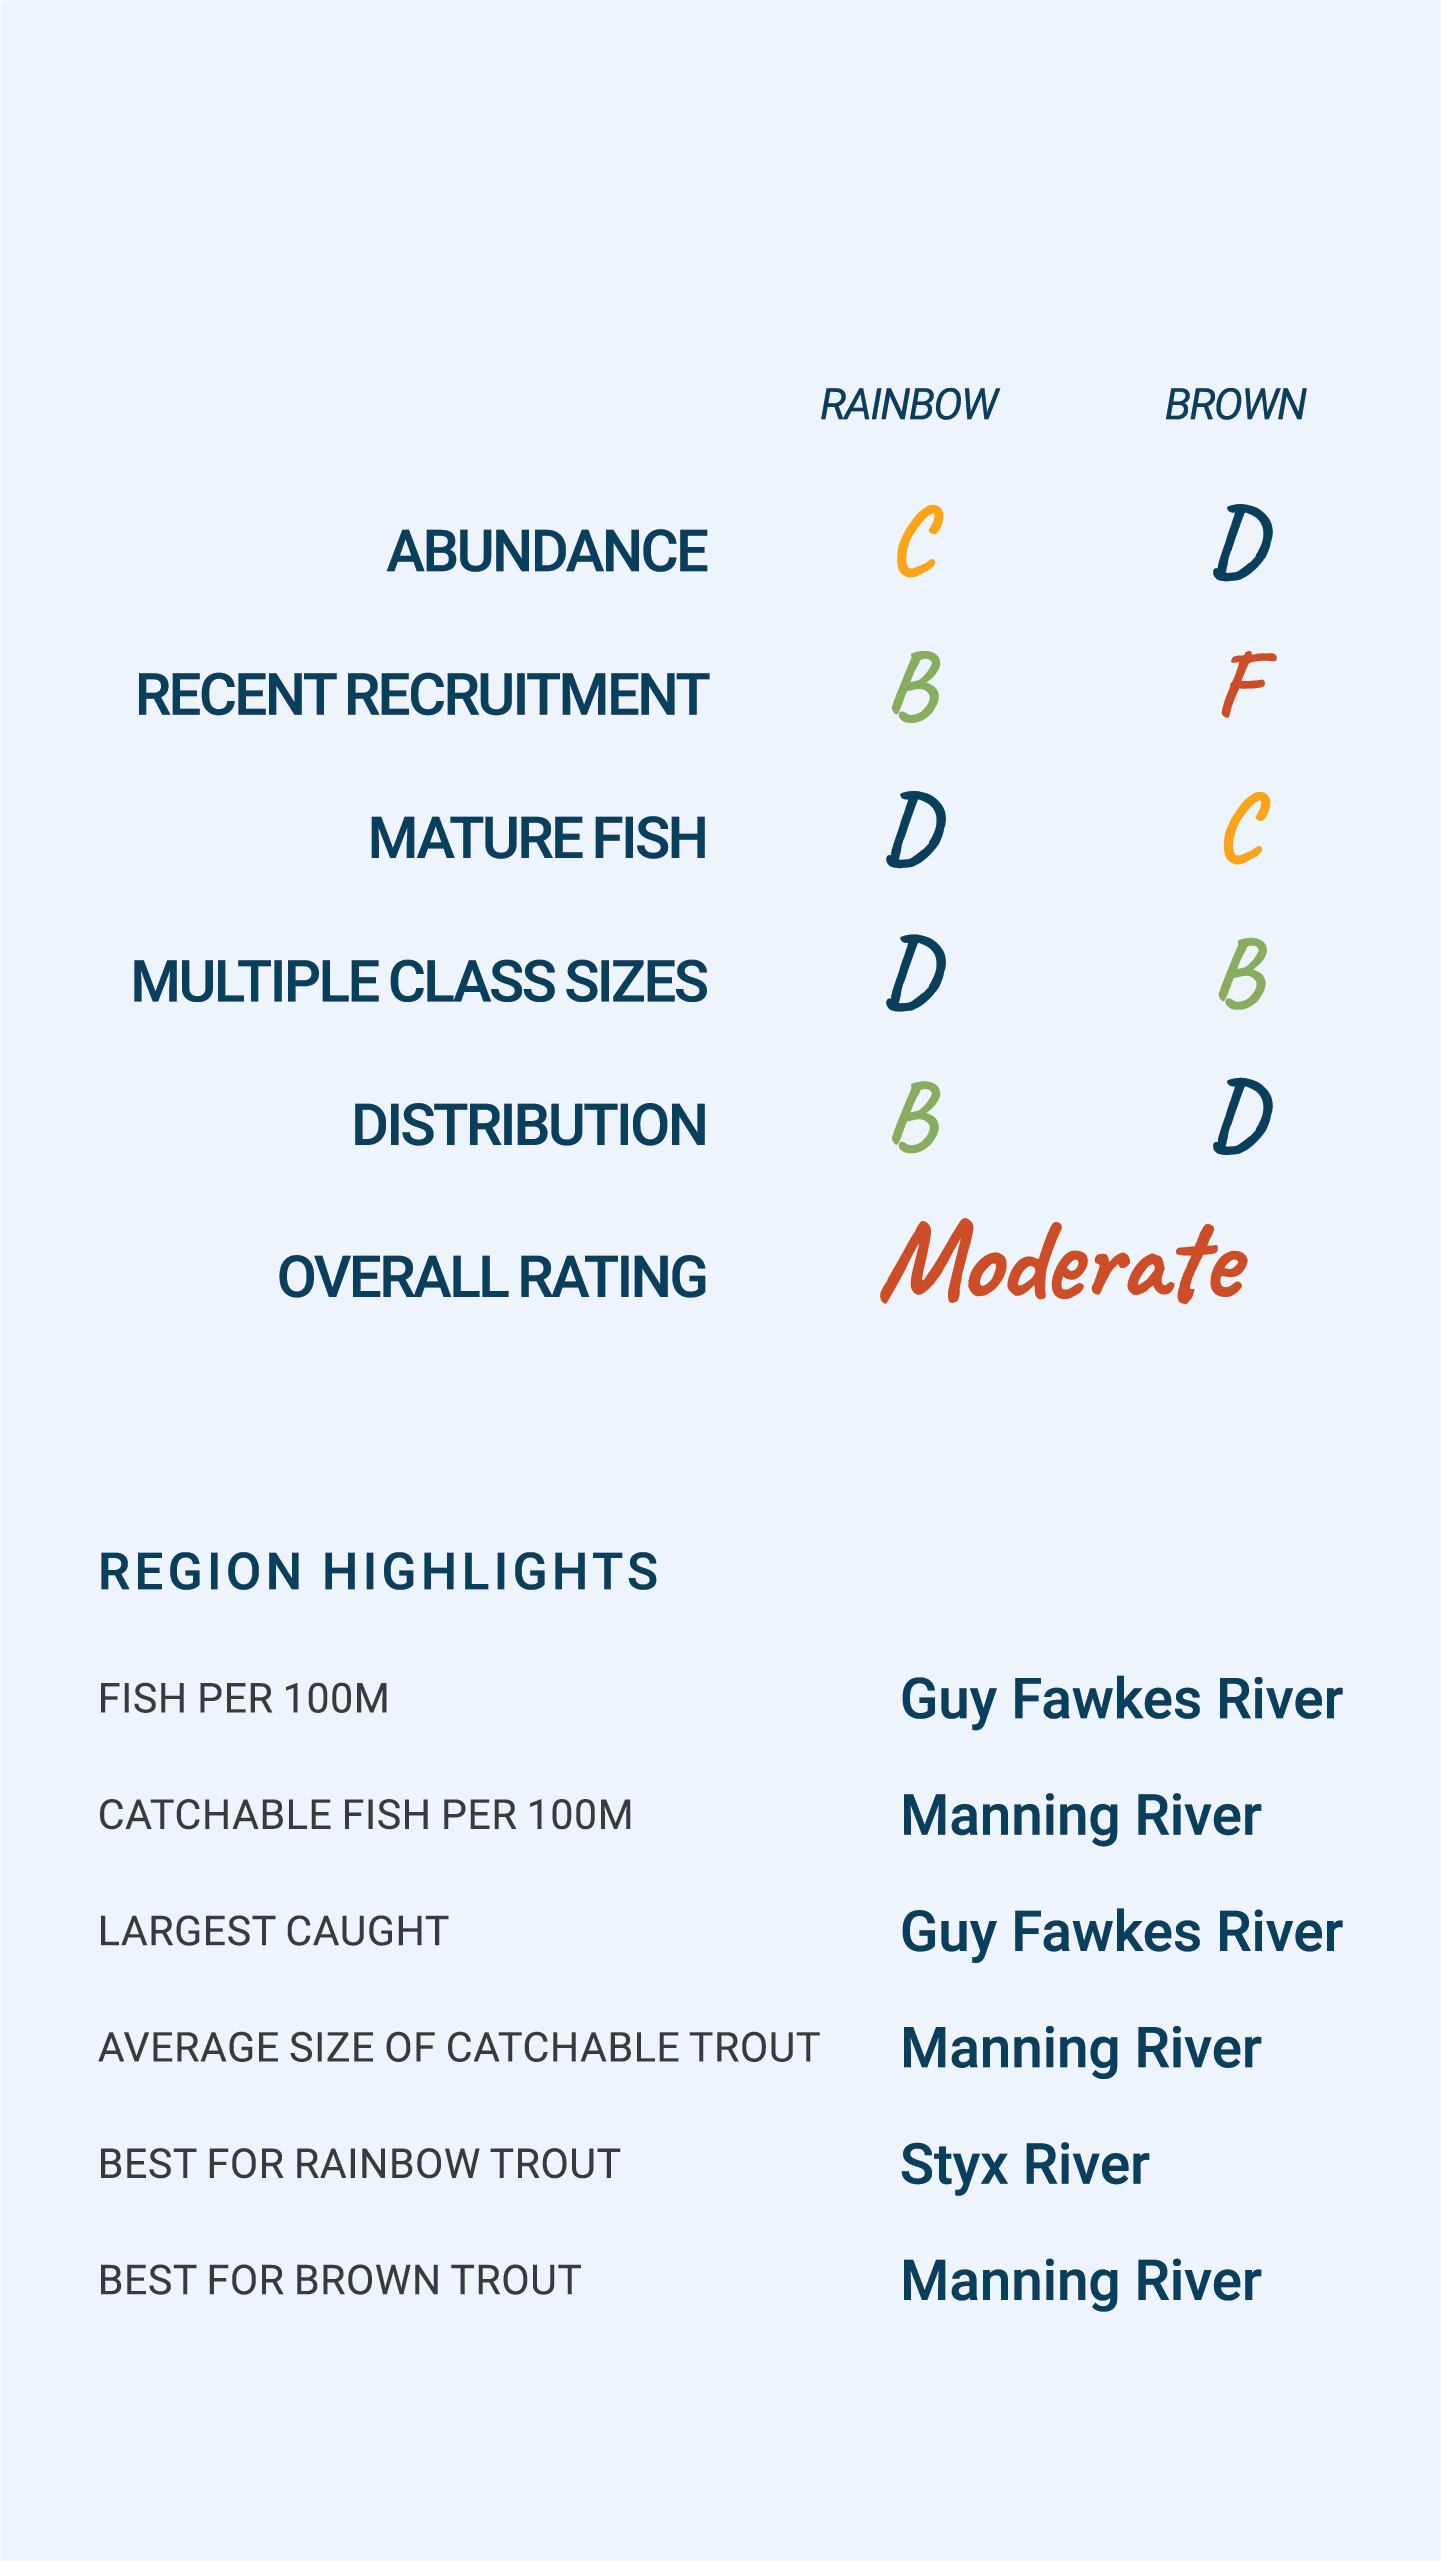 RAINBOW BROWN
ABUNDANCE C D
RECENT RECRUITMENT B F
MATURE FISH D C
MULTIPLE CLASS SIZES D B
DISTRIBUTION B D
OVERALL RATING Moderate
REGION HIGHLIGHTS
FISH PER 100M Guy Fawkes River
CATCHABLE FISH PER 100M Manning River
LARGEST CAUGHT Guy Fawkes River
AVERAGE SIZE OF CATCHABLE TROUT Manning River
BEST FOR RAINBOW TROUT Styx River
BEST FOR BROWN TROUT Manning River